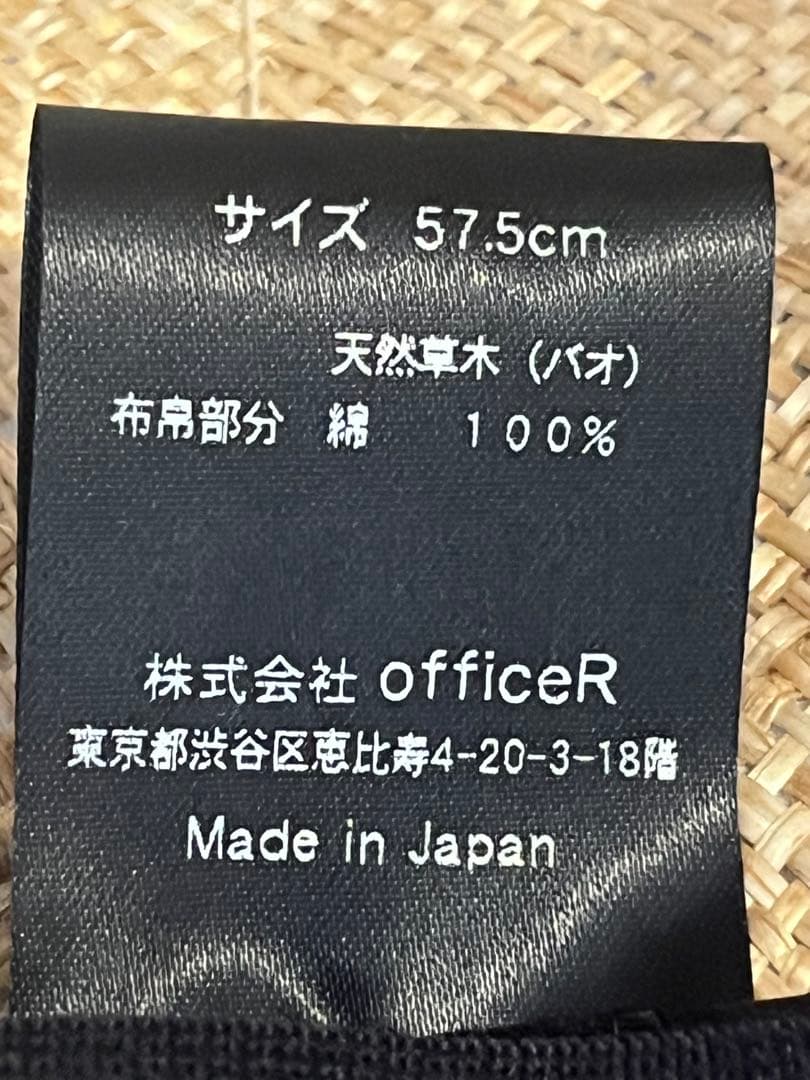 サイズ 57.5cm
天然草木 (バオ)
布帛部分 綿 100%
株式会社 officeR
東京都渋谷区恵比寿4-20-3-18階
Made in Japan